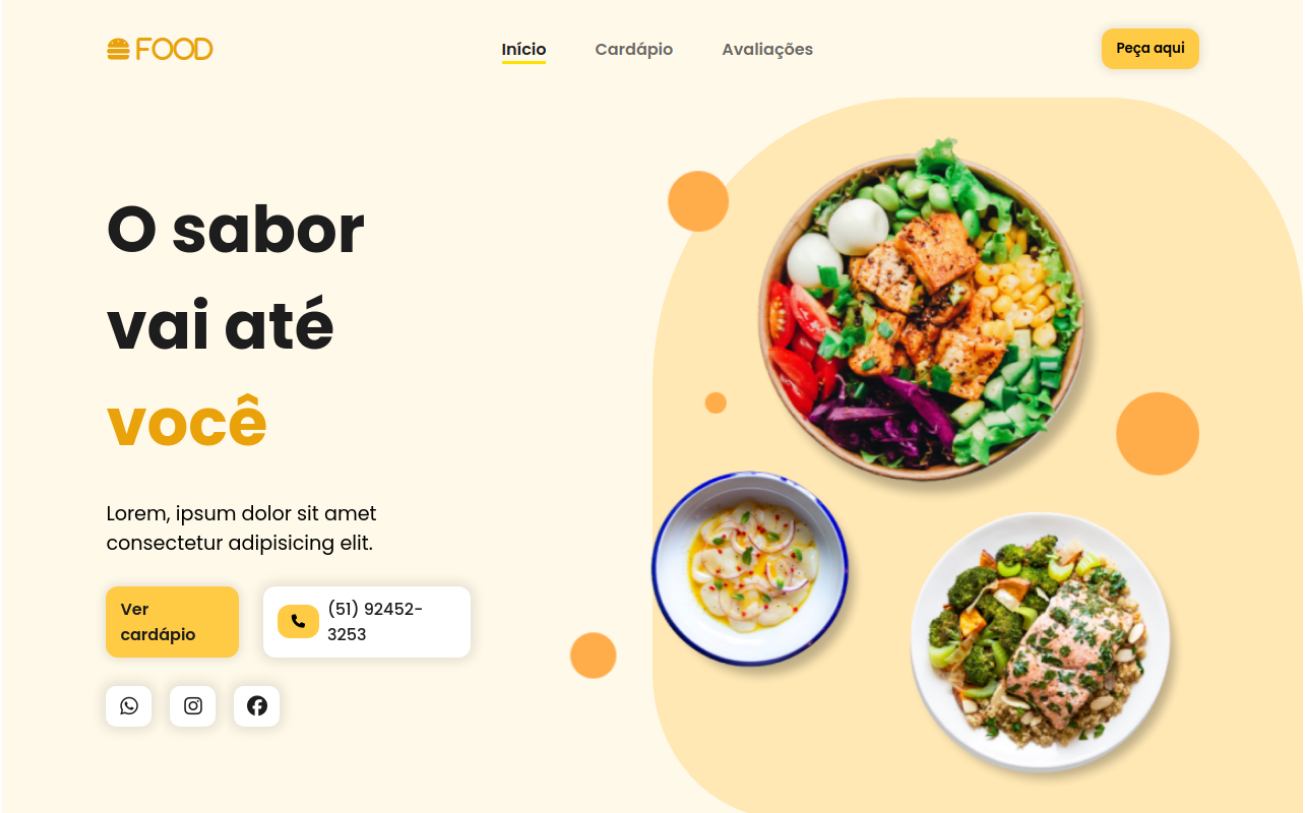 FOOD
Início
Cardápio
Avaliações
Peça aqui
O sabor
vai até
você
Lorem, ipsum dolor sit amet
consectetur adipisicing elit.
Ver
cardápio
(51) 92452-
3253